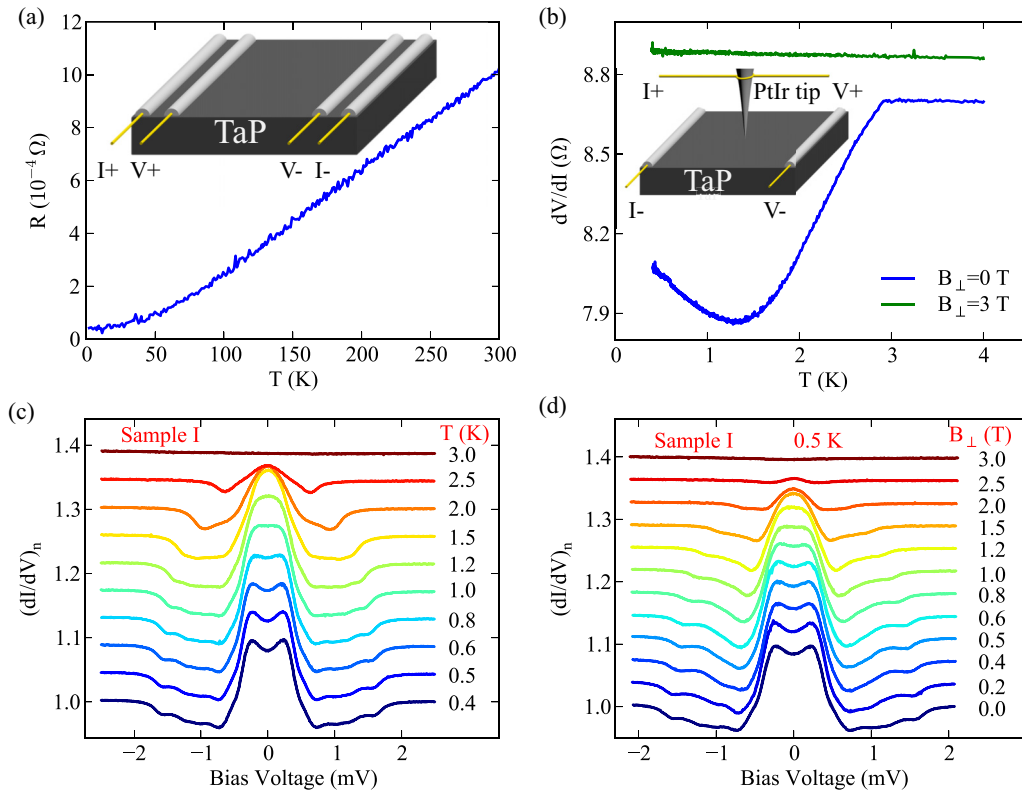 (a)
12
10
8
6
4
2
0
R (10⁻⁴ Ω)
TaP
I+ V+ V- I-
0 50 100 150 200 250 300
T (K)
(b)
8.8
8.5
8.2
7.9
dV/dI (Ω)
I+ PtIr tip V+
TaP
I- V-
B⊥=0 T
B⊥=3 T
0 1 2 3 4
T (K)
(c)
Sample I T (K)
1.4
1.3
1.2
1.1
1.0
(dI/dV)n
3.0
2.5
2.0
1.5
1.2
1.0
0.8
0.6
0.5
0.4
−2 −1 0 1 2
Bias Voltage (mV)
(d)
Sample I 0.5 K B⊥ (T)
1.4
1.3
1.2
1.1
1.0
(dI/dV)n
3.0
2.5
2.0
1.5
1.2
1.0
0.8
0.6
0.5
0.4
0.2
0.0
−2 −1 0 1 2
Bias Voltage (mV)